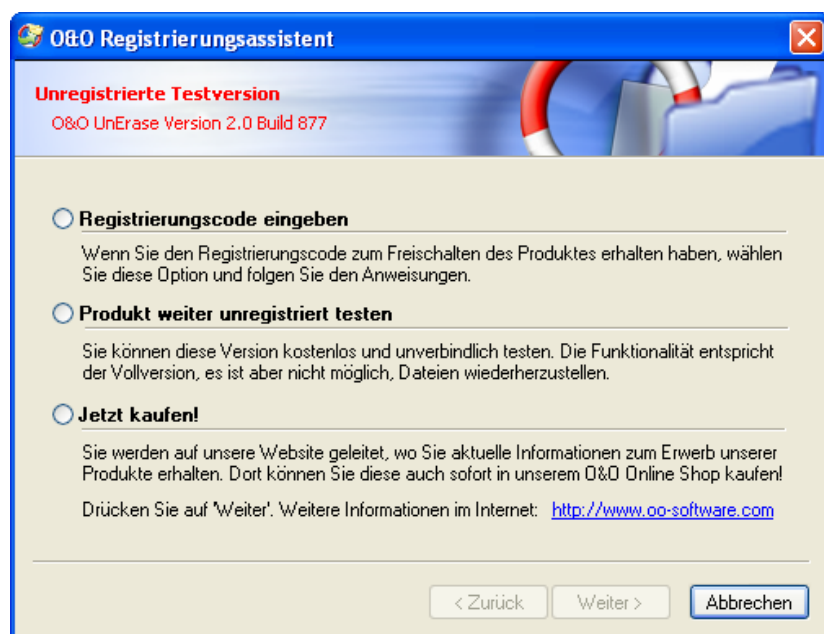 O&O Registrierungsassistent
Unregistrierte Testversion
O&O UnErase Version 2.0 Build 877
Registrierungscode eingeben
Wenn Sie den Registrierungscode zum Freischalten des Produktes erhalten haben, wählen
Sie diese Option und folgen Sie den Anweisungen.
Produkt weiter unregistriert testen
Sie können diese Version kostenlos und unverbindlich testen. Die Funktionalität entspricht
der Vollversion, es ist aber nicht möglich, Dateien wiederherzustellen.
Jetzt kaufen!
Sie werden auf unsere Website geleitet, wo Sie aktuelle Informationen zum Erwerb unserer
Produkte erhalten. Dort können Sie diese auch sofort in unserem O&O Online Shop kaufen!
Drücken Sie auf 'Weiter'. Weitere Informationen im Internet: http://www.oo-software.com
< Zurück Weiter > Abbrechen